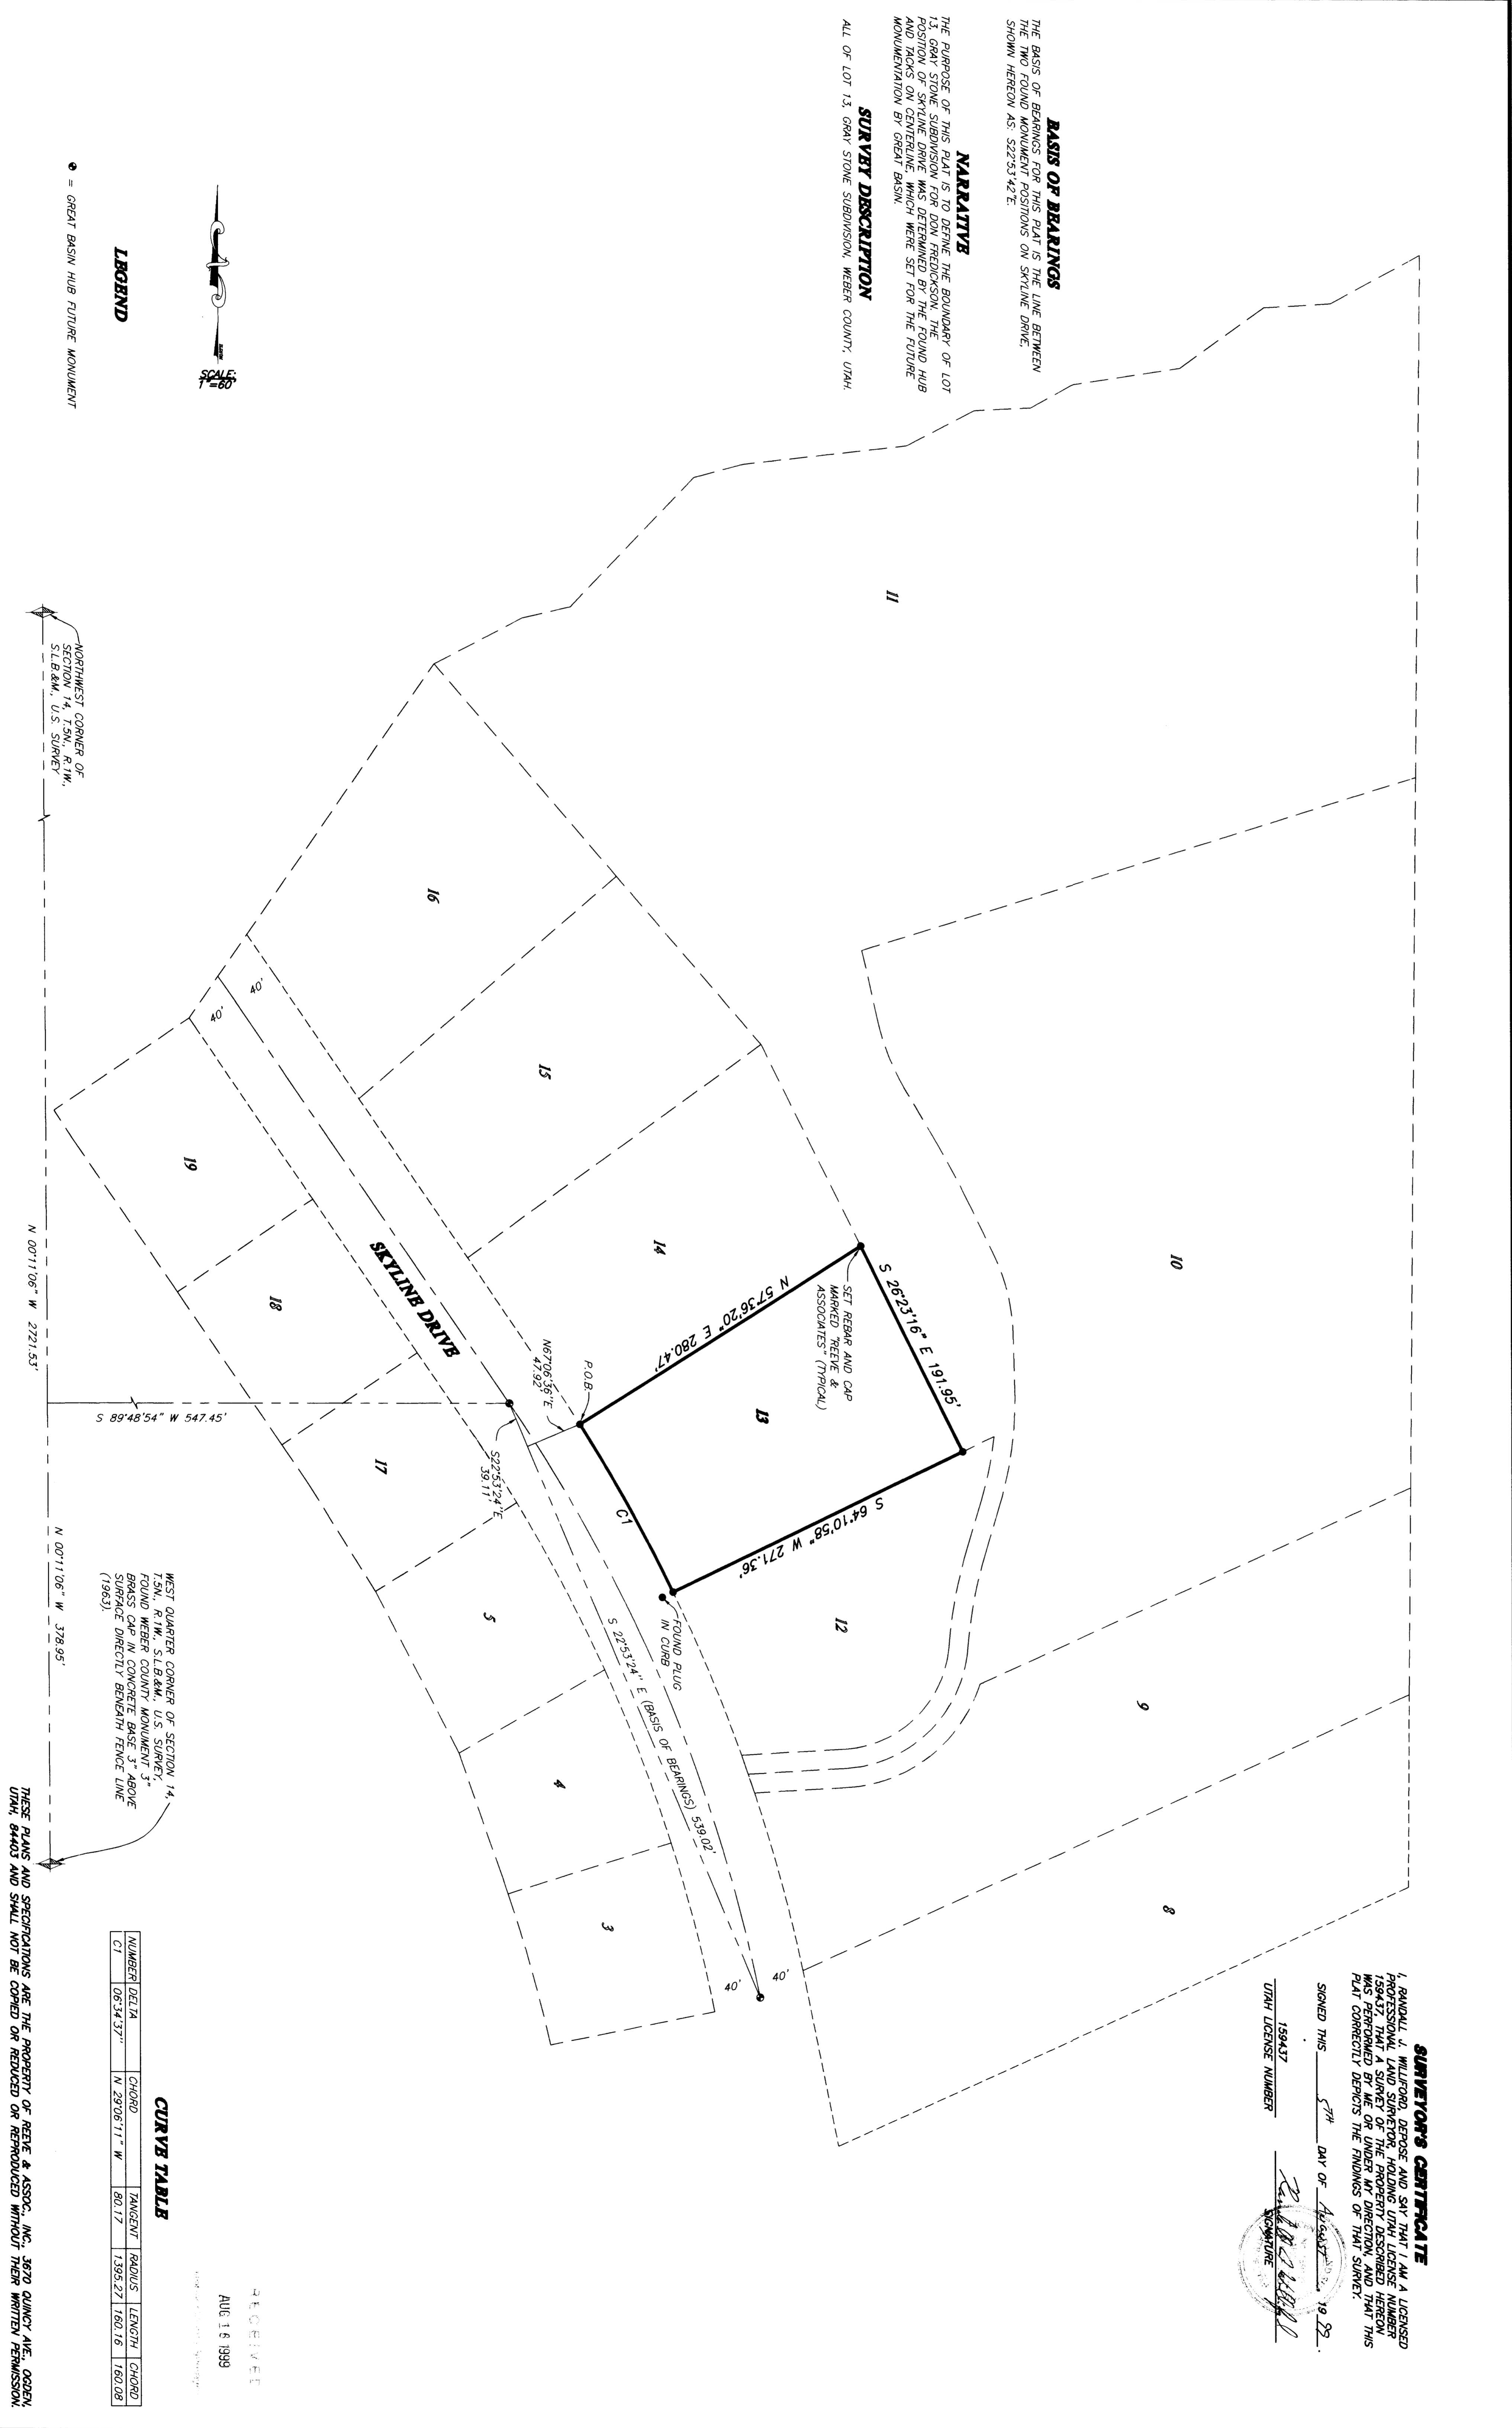 BASIS OF BEARINGS
THE BASIS OF BEARINGS FOR THIS PLAT IS THE LINE BETWEEN
THE TWO FOUND MONUMENT POSITIONS ON SKYLINE DRIVE,
SHOWN HEREON AS: S22°53'42"E.
NARRATIVE
THE PURPOSE OF THIS PLAT IS TO DEFINE THE BOUNDARY OF LOT
13, GRAY STONE SUBDIVISION FOR DON FREDICKSON. THE
POSITION OF SKYLINE DRIVE WAS DETERMINED BY THE FOUND HUB
AND TACKS ON CENTERLINE, WHICH WERE SET FOR THE FUTURE
MONUMENTATION BY GREAT BASIN.
SURVEY DESCRIPTION
ALL OF LOT 13, GRAY STONE SUBDIVISION, WEBER COUNTY, UTAH.
SCALE:
1"=60'
LEGEND
= GREAT BASIN HUB FUTURE MONUMENT
SURVEYOR'S CERTIFICATE
I, RANDALL J. WILLIFORD, DEPOSE AND SAY THAT I AM A LICENSED
PROFESSIONAL LAND SURVEYOR, HOLDING UTAH LICENSE NUMBER
159437, THAT A SURVEY OF THE PROPERTY DESCRIBED HEREON
WAS PERFORMED BY ME OR UNDER MY DIRECTION, AND THAT THIS
PLAT CORRECTLY DEPICTS THE FINDINGS OF THAT SURVEY.
SIGNED THIS 5TH DAY OF AUGUST, 1999.
159437
UTAH LICENSE NUMBER
SIGNATURE
11
10
9
8
12
13
14
15
16
19
18
17
5
4
3
SKYLINE DRIVE
40'
40'
40'
40'
S 26°23'16" E 191.95'
SET REBAR AND CAP
MARKED "REEVE &
ASSOCIATES" (TYPICAL)
N 57°36'20" E 280.47'
S 64°10'58" W 271.36'
C1
P.O.B.
N67°06'36"E
47.92'
S22°53'24"E
39.11'
FOUND PLUG
IN CURB
S 22°53'24" E (BASIS OF BEARINGS) 539.02'
S 89°48'54" W 547.45'
NORTHWEST CORNER OF
SECTION 14, T.5N., R.1W.,
S.L.B.&M., U.S. SURVEY
N 00°11'06" W 2721.53'
N 00°11'06" W 378.95'
WEST QUARTER CORNER OF SECTION 14,
T.5N., R.1W., S.L.B.&M., U.S. SURVEY,
FOUND WEBER COUNTY MONUMENT 3"
BRASS CAP IN CONCRETE BASE 3" ABOVE
SURFACE DIRECTLY BENEATH FENCE LINE
(1963).
CURVE TABLE
NUMBER DELTA CHORD TANGENT RADIUS LENGTH CHORD
C1 06°34'37" N 29°06'11" W 80.17 1395.27 160.16 160.08
RECEIVED
AUG 16 1999
THESE PLANS AND SPECIFICATIONS ARE THE PROPERTY OF REEVE & ASSOC., INC., 3670 QUINCY AVE., OGDEN,
UTAH, 84403 AND SHALL NOT BE COPIED OR REDUCED OR REPRODUCED WITHOUT THEIR WRITTEN PERMISSION.